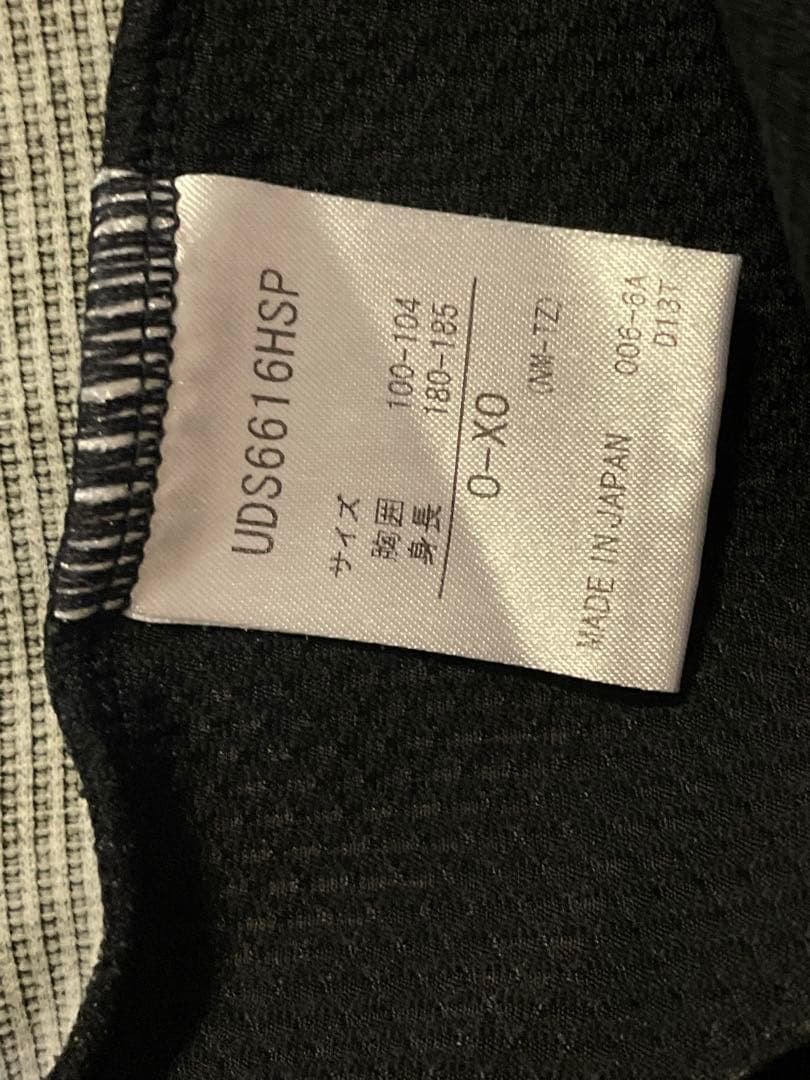 UDS6616HSP
サイズ
胸囲 100-104
身長 180-185
O-XO
(NM-TZ)
MADE IN JAPAN 006-6A
D13T